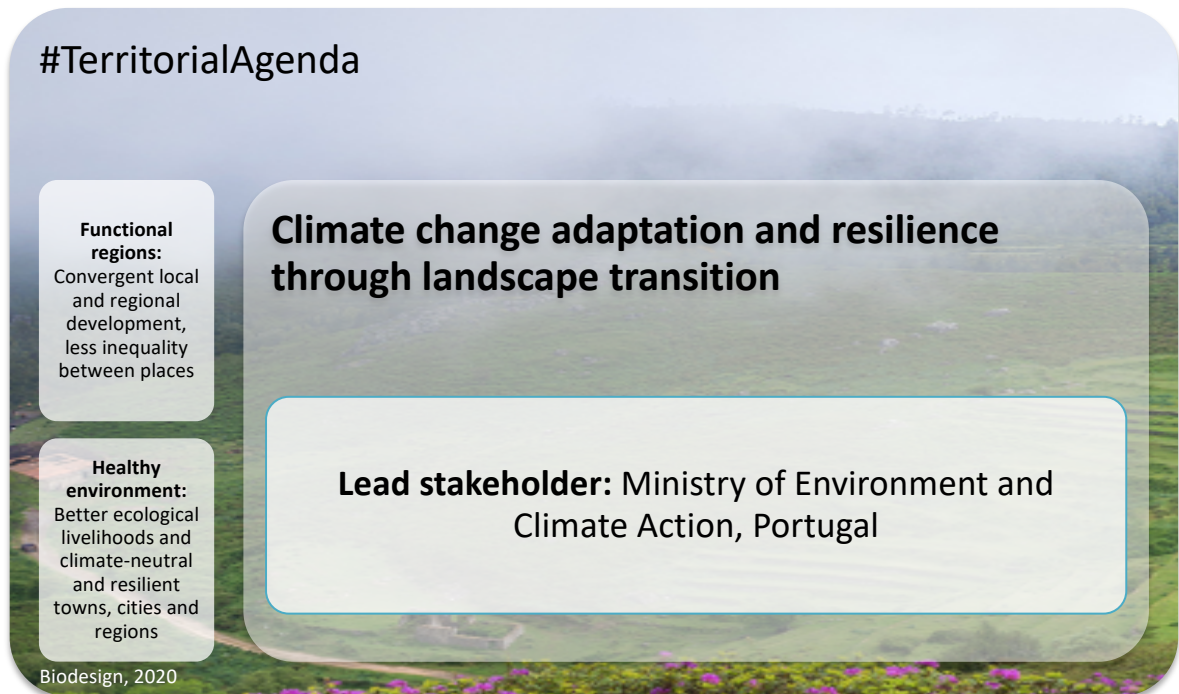 #TerritorialAgenda
Functional
regions:
Convergent local
and regional
development,
less inequality
between places
Healthy
environment:
Better ecological
livelihoods and
climate-neutral
and resilient
towns, cities and
regions
Climate change adaptation and resilience
through landscape transition
Lead stakeholder: Ministry of Environment and
Climate Action, Portugal
Biodesign, 2020